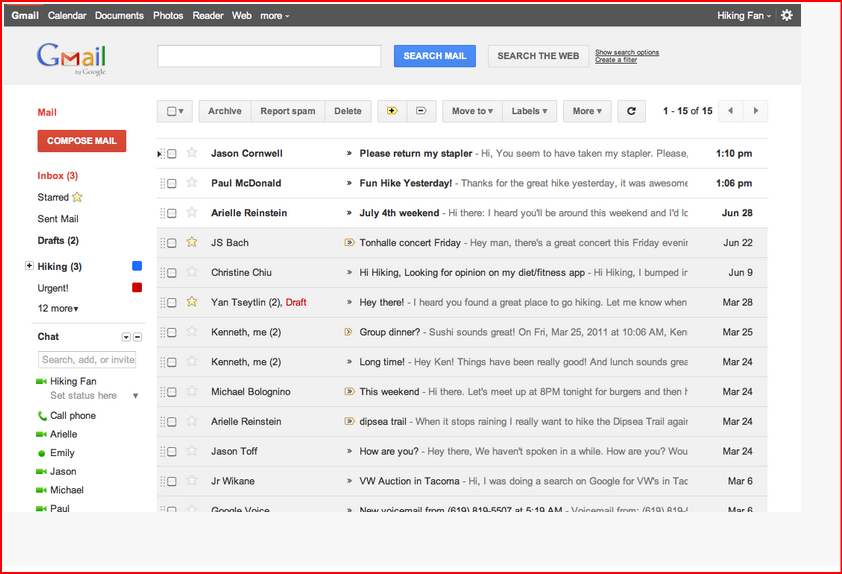 Gmail Calendar Documents Photos Reader Web more Hiking Fan
Gmail by Google
SEARCH MAIL SEARCH THE WEB Show search options
Create a filter
Mail
COMPOSE MAIL
Inbox (3)
Starred
Sent Mail
Drafts (2)
Hiking (3)
Urgent!
12 more
Chat
Search, add, or invite
Hiking Fan
Set status here
Call phone
Arielle
Emily
Jason
Michael
Paul
Archive Report spam Delete Move to Labels More 1 - 15 of 15
Jason Cornwell » Please return my stapler - Hi, You seem to have taken my stapler. Please, 1:10 pm
Paul McDonald » Fun Hike Yesterday! - Thanks for the great hike yesterday, it was awesome 1:06 pm
Arielle Reinstein » July 4th weekend - Hi there: I heard you'll be around this weekend and I'd lo Jun 28
JS Bach » Tonhalle concert Friday - Hey man, there's a great concert this Friday evenin Jun 22
Christine Chiu » Hi Hiking, Looking for opinion on my diet/fitness app - Hi Hiking, I bumped in Jun 9
Yan Tseytlin (2), Draft » Hey there! - I heard you found a great place to go hiking. Let me know when Mar 28
Kenneth, me (2) » Group dinner? - Sushi sounds great! On Fri, Mar 25, 2011 at 10:06 AM, Ken Mar 25
Kenneth, me (2) » Long time! - Hey Ken! Things have been really good! And lunch sounds grea Mar 24
Michael Bolognino » This weekend - Hi there. Let's meet up at 8PM tonight for burgers and then h Mar 24
Arielle Reinstein » dipsea trail - When it stops raining I really want to hike the Dipsea Trail again Mar 24
Jason Toff » How are you? - Hey there, We haven't spoken in a while. How are you? Wou Mar 24
Jr Wikane » VW Auction in Tacoma - Hi, I was doing a search on Google for VW's in Tac Mar 6
Google Voice » New voicemail from (619) 819-5507 at 5:19 AM - Voicemail from: (619) 819- Mar 6